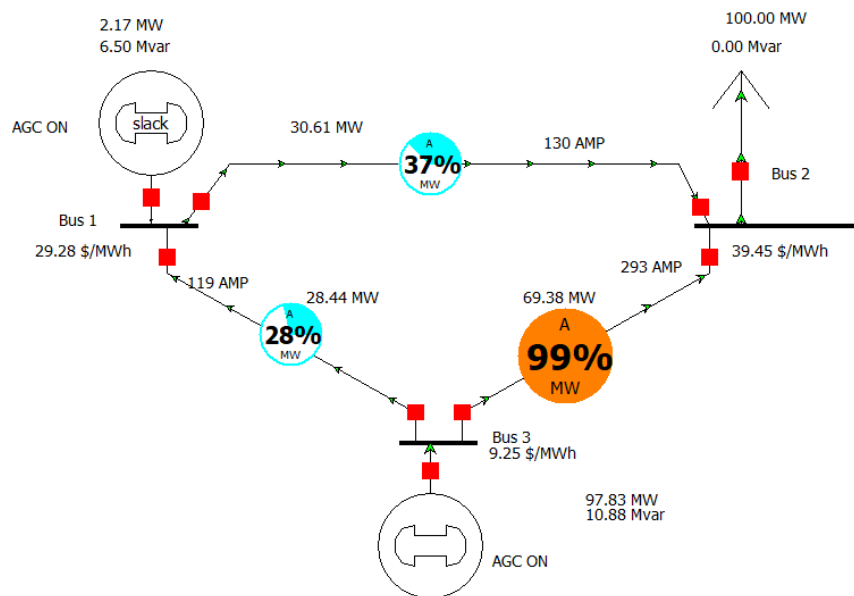 2.17 MW
6.50 Mvar
AGC ON
slack
30.61 MW
A
37%
MW
130 AMP
100.00 MW
0.00 Mvar
Bus 2
Bus 1
29.28 $/MWh
39.45 $/MWh
119 AMP
28.44 MW
A
28%
MW
293 AMP
69.38 MW
A
99%
MW
Bus 3
9.25 $/MWh
97.83 MW
10.88 Mvar
AGC ON